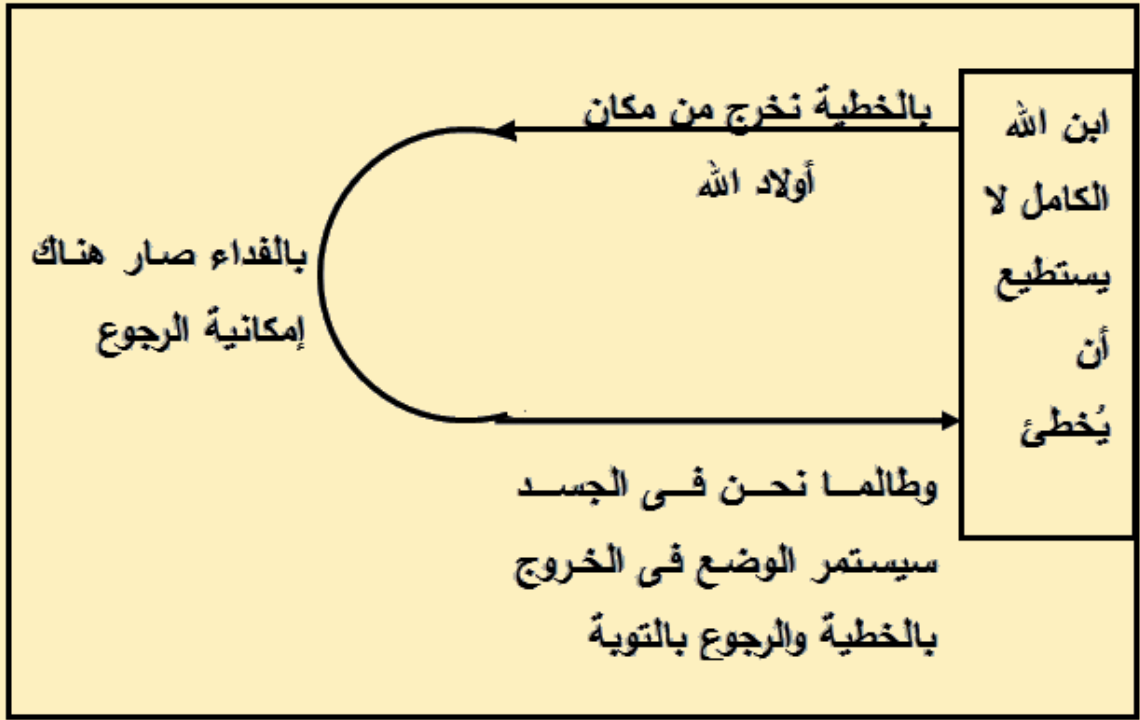 ابن الله
الكامل لا
يستطيع
أن
يُخطئ
بالخطية نخرج من مكان
أولاد الله
بالفداء صار هناك
إمكانية الرجوع
وطالما نحن فى الجسد
سيستمر الوضع فى الخروج
بالخطية والرجوع بالتوبة